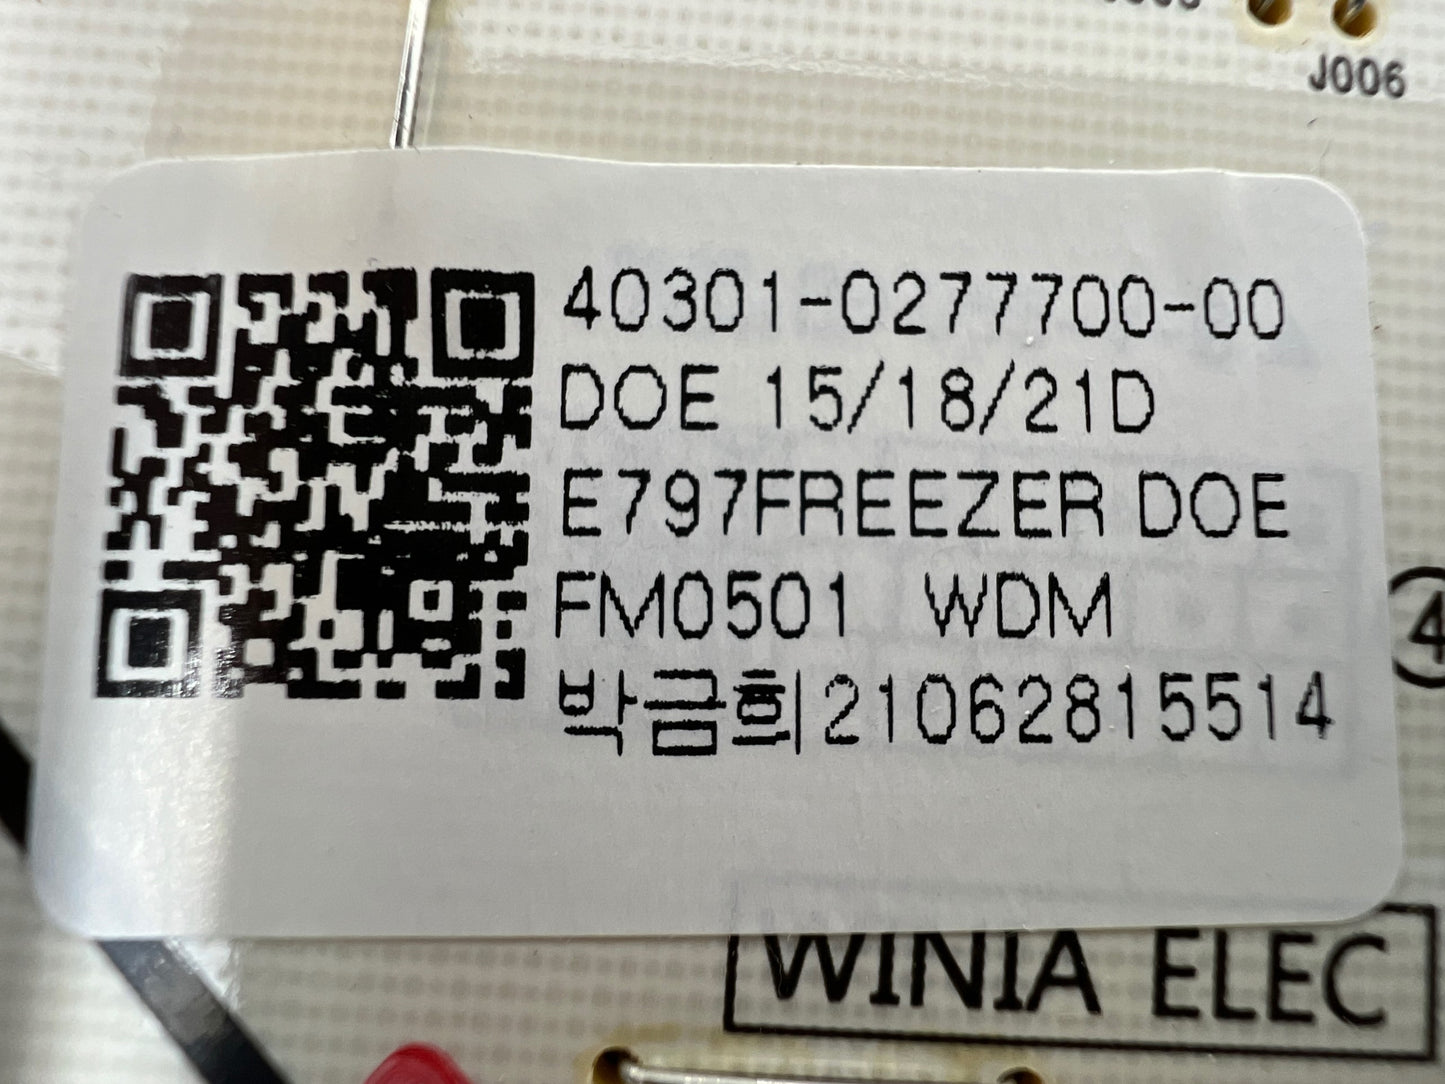 J006
40301-0277700-00
DOE 15/18/21D
E797FREEZER DOE
FM0501 WDM
박금희21062815514
4
WINIA ELEC